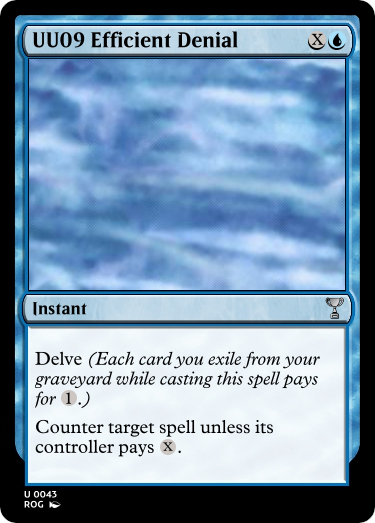 UU09 Efficient Denial X
Instant
Delve (Each card you exile from your
graveyard while casting this spell pays
for 1.)
Counter target spell unless its
controller pays X.
U 0043
ROG